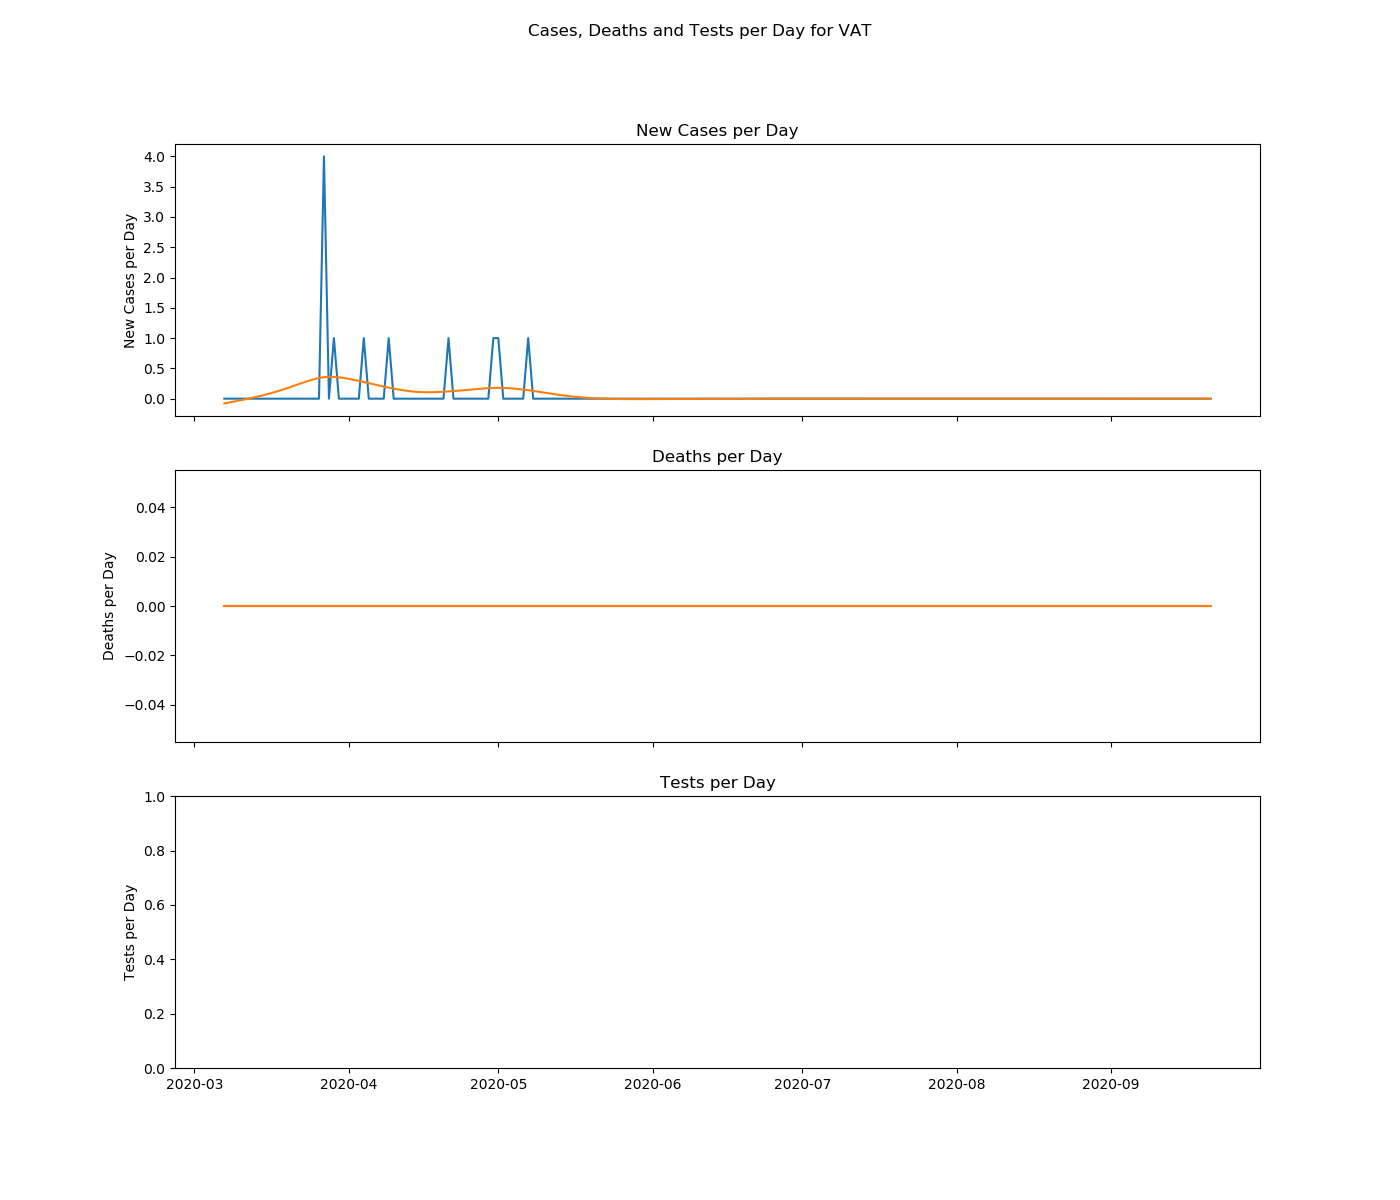 Cases, Deaths and Tests per Day for VAT
New Cases per Day
New Cases per Day
4.0
3.5
3.0
2.5
2.0
1.5
1.0
0.5
0.0
Deaths per Day
Deaths per Day
0.04
0.02
0.00
−0.02
−0.04
Tests per Day
Tests per Day
1.0
0.8
0.6
0.4
0.2
0.0
2020-03 2020-04 2020-05 2020-06 2020-07 2020-08 2020-09